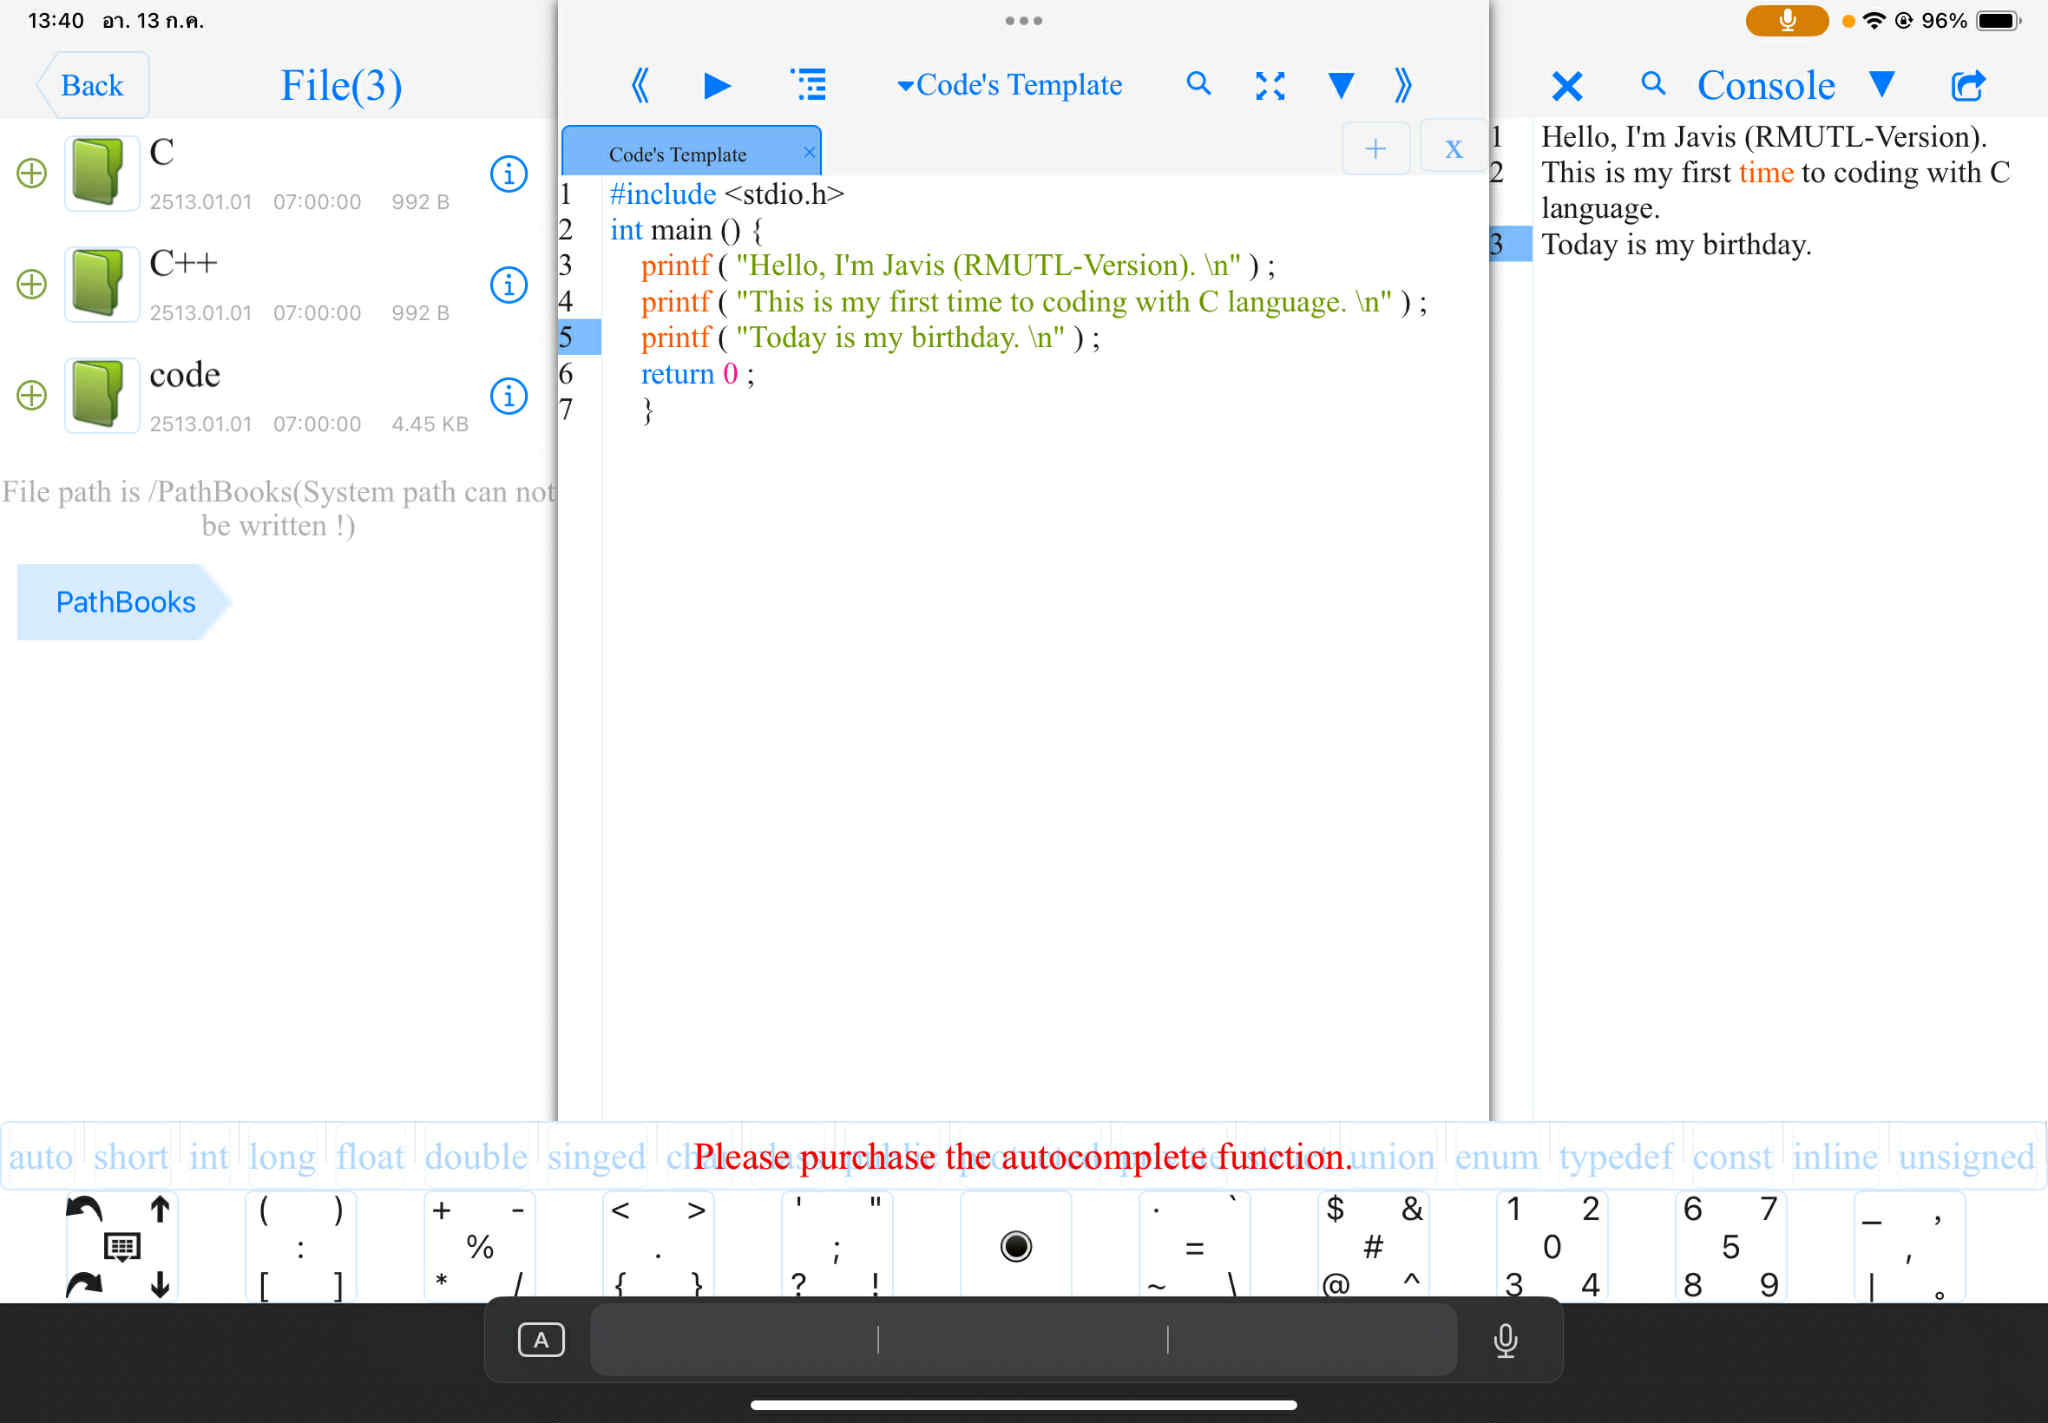 13:40 อา. 13 ก.ค.
96%
Back
File(3)
C
2513.01.01 07:00:00 992 B
C++
2513.01.01 07:00:00 992 B
code
2513.01.01 07:00:00 4.45 KB
File path is /PathBooks(System path can not
be written !)
PathBooks
Code's Template
Code's Template ×
+ x
1 #include <stdio.h>
2 int main () {
3 printf ( "Hello, I'm Javis (RMUTL-Version). \n" ) ;
4 printf ( "This is my first time to coding with C language. \n" ) ;
5 printf ( "Today is my birthday. \n" ) ;
6 return 0 ;
7 }
Console
1 Hello, I'm Javis (RMUTL-Version).
2 This is my first time to coding with C
language.
3 Today is my birthday.
auto short int long float double singed union enum typedef const inline unsigned
Please purchase the autocomplete function.
( ) + - < > ' " · ` $ & 1 2 6 7 _ ,
: % . ; = # 0 5 ,
[ ] * / { } ? ! ~ \ @ ^ 3 4 8 9 | 。
A